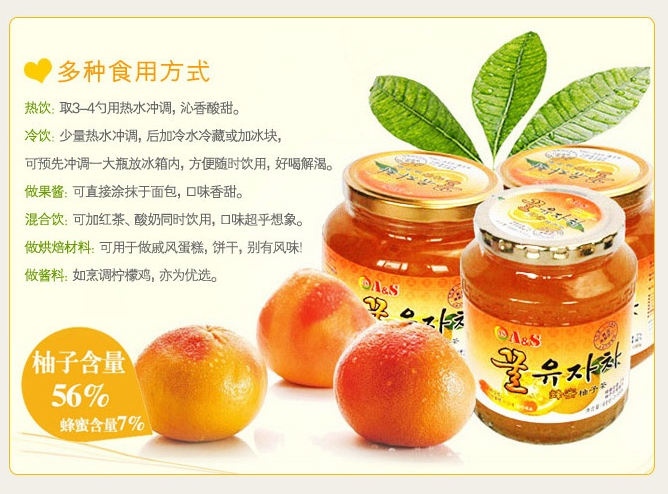 多种食用方式
热饮: 取3–4勺用热水冲调, 沁香酸甜。
冷饮: 少量热水冲调, 后加冷水冷藏或加冰块,
可预先冲调一大瓶放冰箱内, 方便随时饮用, 好喝解渴。
做果酱: 可直接涂抹于面包, 口味香甜。
混合饮: 可加红茶、酸奶同时饮用, 口味超乎想象。
做烘焙材料: 可用于做戚风蛋糕, 饼干, 别有风味!
做酱料: 如烹调柠檬鸡, 亦为优选。
柚子含量
56%
蜂蜜含量7%
A&S
꿀유자차
A&S
꿀유자차
蜂蜜柚子茶